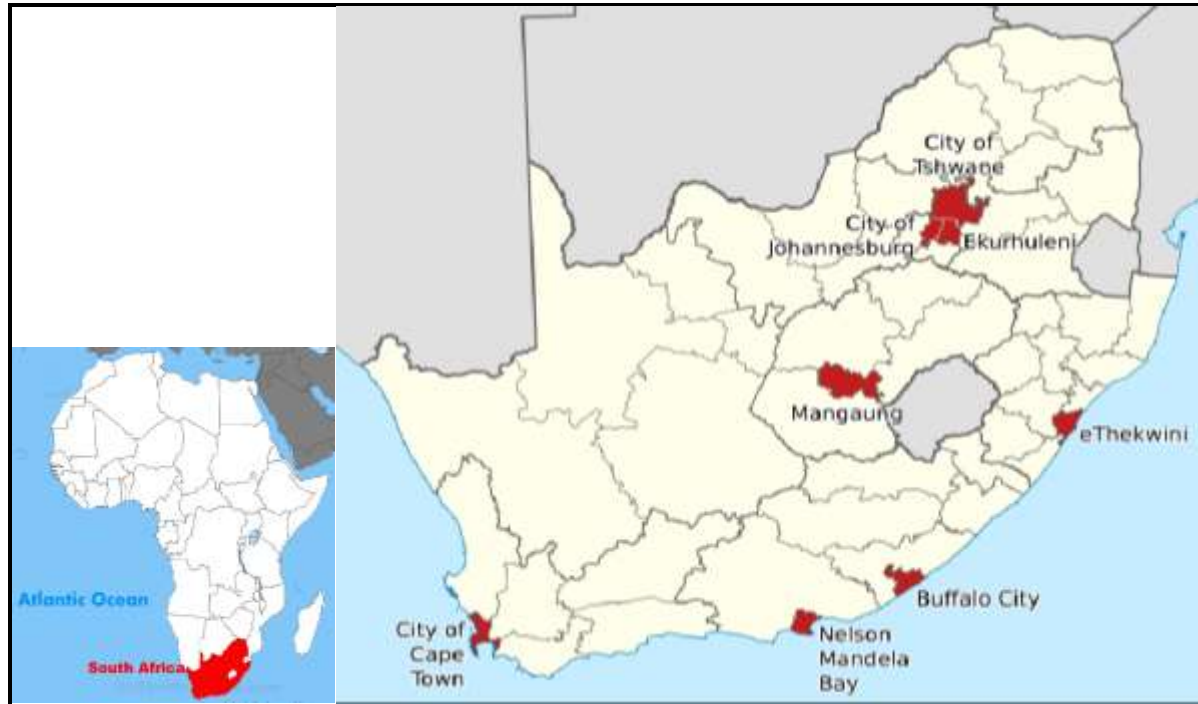 Atlantic Ocean
South Africa
City of
Tshwane
City of
Johannesburg
Ekurhuleni
Mangaung
eThekwini
Buffalo City
City of
Cape
Town
Nelson
Mandela
Bay